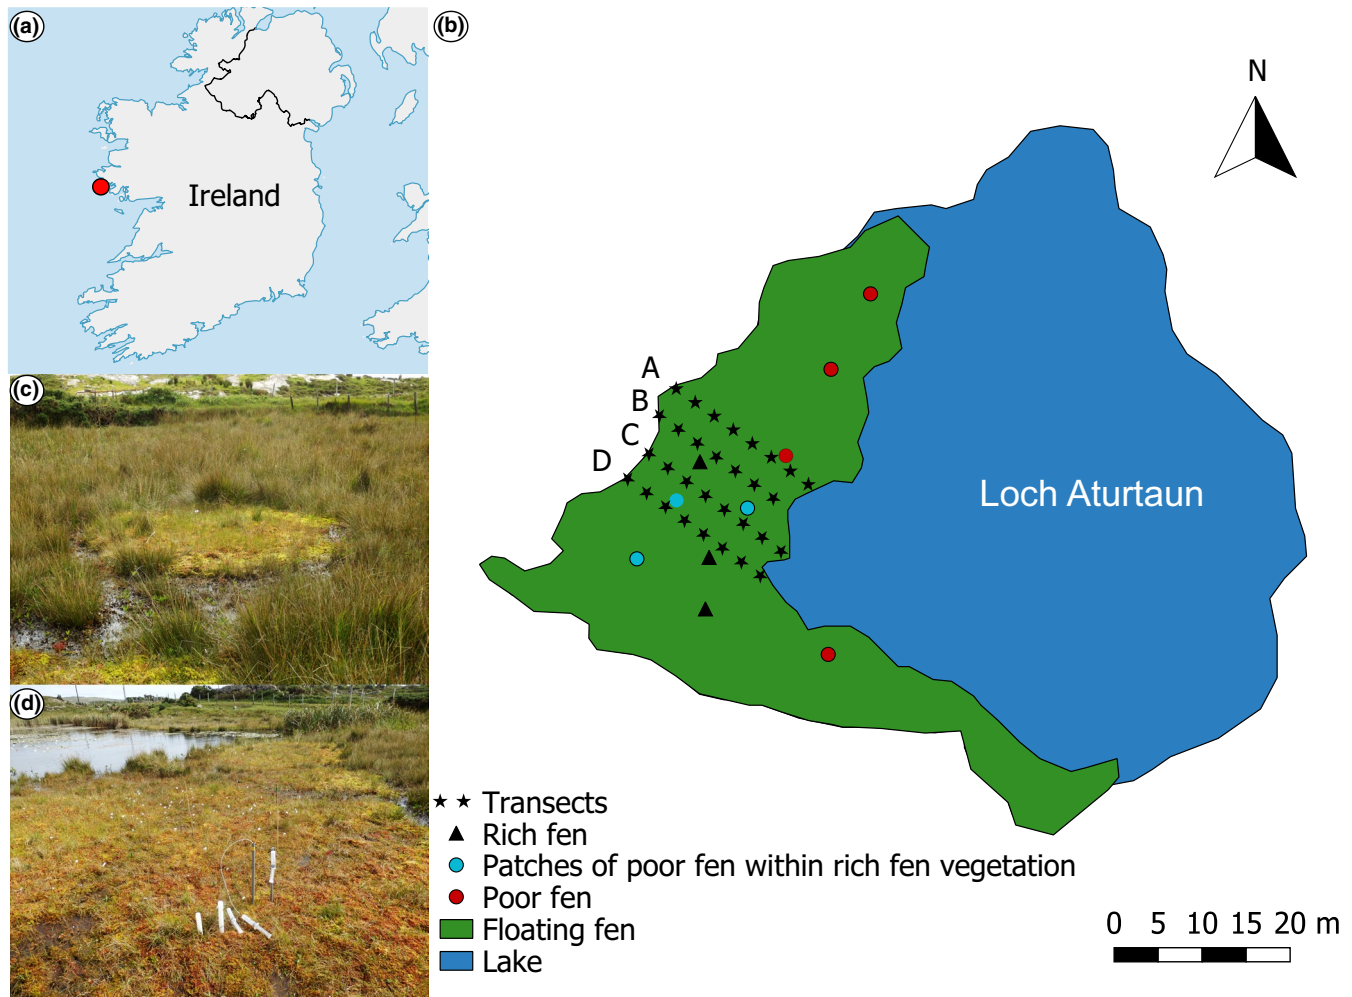 (a)
Ireland
(b)
N
A
B
C
D
Loch Aturtaun
(c)
(d)
Transects
Rich fen
Patches of poor fen within rich fen vegetation
Poor fen
Floating fen
Lake
0 5 10 15 20 m